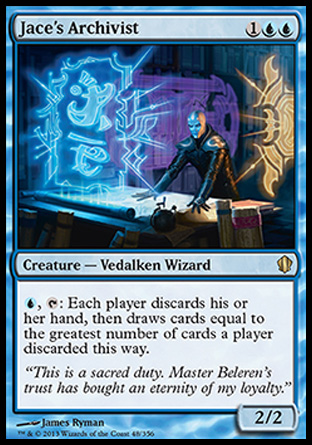 Jace's Archivist 1
Creature — Vedalken Wizard
: Each player discards his or
her hand, then draws cards equal to
the greatest number of cards a player
discarded this way.
"This is a sacred duty. Master Beleren's
trust has bought an eternity of my loyalty."
James Ryman
™ & © 2013 Wizards of the Coast 48/356
2/2